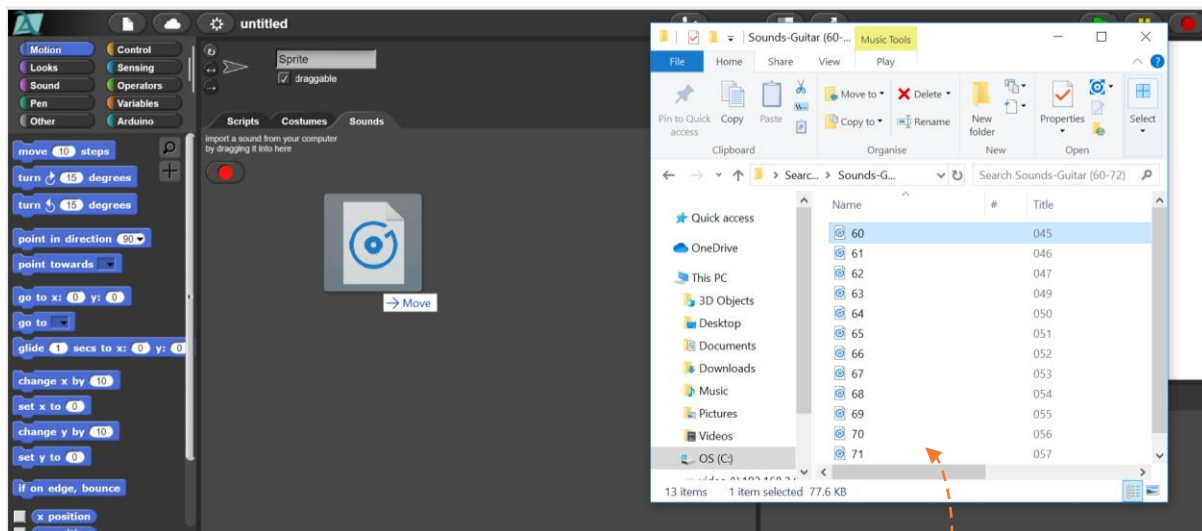 untitled
Motion Control
Looks Sensing
Sound Operators
Pen Variables
Other Arduino
Sprite
draggable
Scripts Costumes Sounds
import a sound from your computer
by dragging it into here
move 10 steps
turn 15 degrees
turn 15 degrees
point in direction 90
point towards
go to x: 0 y: 0
go to
glide 1 secs to x: 0 y: 0
change x by 10
set x to 0
change y by 10
set y to 0
if on edge, bounce
x position
→ Move
Sounds-Guitar (60-... Music Tools
File Home Share View Play
Pin to Quick access
Copy
Paste
Clipboard
Move to Delete
Copy to Rename
Organise
New folder
New
Properties
Open
Select
Searc... Sounds-G... Search Sounds-Guitar (60-72)
Quick access
OneDrive
This PC
3D Objects
Desktop
Documents
Downloads
Music
Pictures
Videos
OS (C:)
Name # Title
60 045
61 046
62 047
63 049
64 050
65 051
66 052
67 053
68 054
69 055
70 056
71 057
13 items 1 item selected 77.6 KB